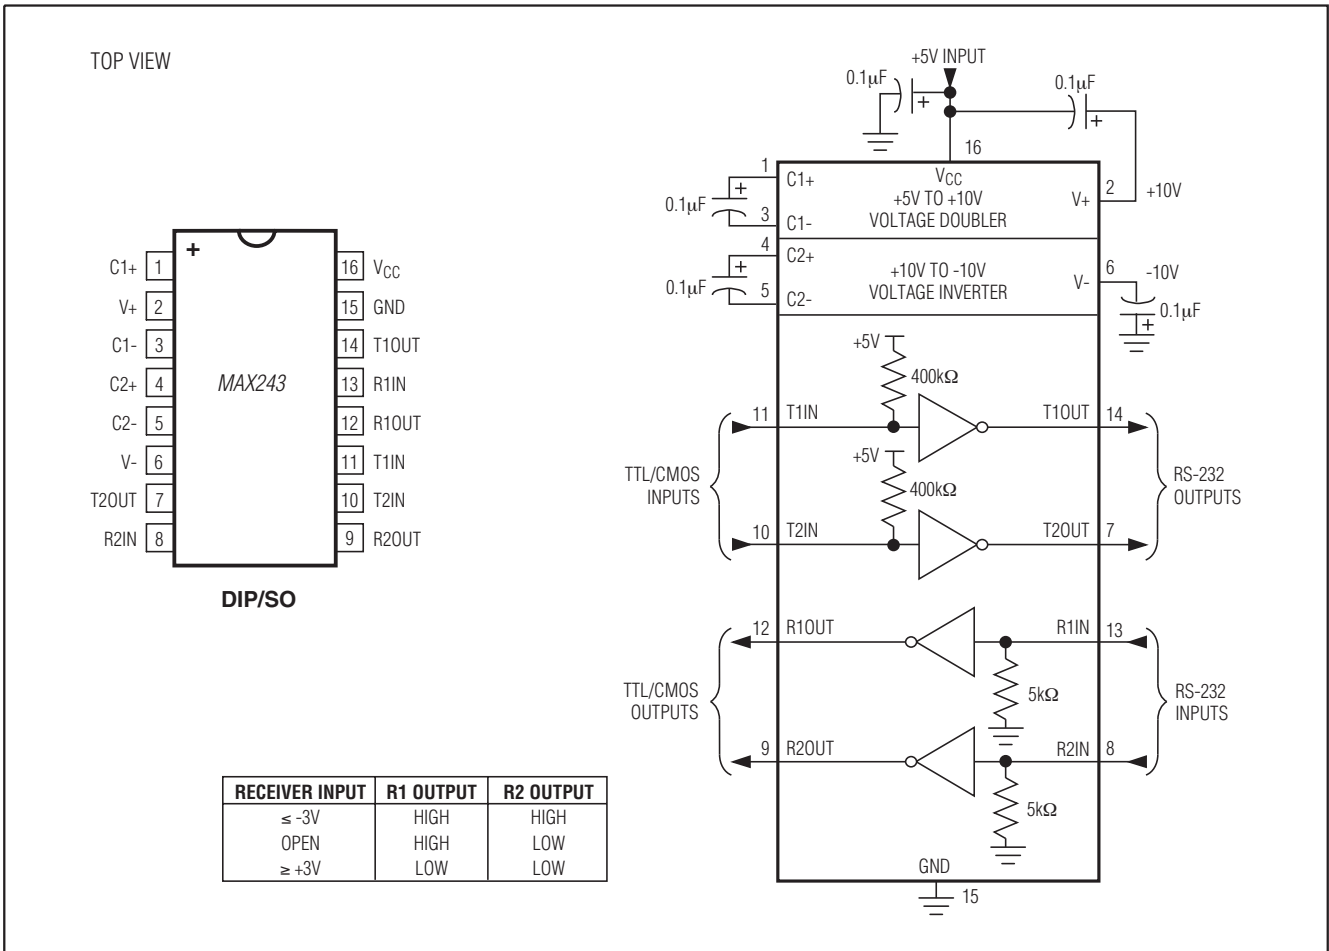 TOP VIEW
+
C1+ 1
V+ 2
C1- 3
C2+ 4
C2- 5
V- 6
T2OUT 7
R2IN 8
MAX243
16 VCC
15 GND
14 T1OUT
13 R1IN
12 R1OUT
11 T1IN
10 T2IN
9 R2OUT
DIP/SO
RECEIVER INPUT R1 OUTPUT R2 OUTPUT
≤ -3V HIGH HIGH
OPEN HIGH LOW
≥ +3V LOW LOW
+5V INPUT
0.1µF
+
0.1µF
+
16
VCC
+5V TO +10V
VOLTAGE DOUBLER
1
C1+
+
0.1µF
3
C1-
V+
2
+10V
4
C2+
+
0.1µF
5
C2-
+10V TO -10V
VOLTAGE INVERTER
V-
6
-10V
0.1µF
+
+5V
400kΩ
11 T1IN
T1OUT 14
+5V
400kΩ
10 T2IN
T2OUT 7
TTL/CMOS
INPUTS
RS-232
OUTPUTS
12 R1OUT
R1IN 13
5kΩ
TTL/CMOS
OUTPUTS
RS-232
INPUTS
9 R2OUT
R2IN 8
5kΩ
GND
15